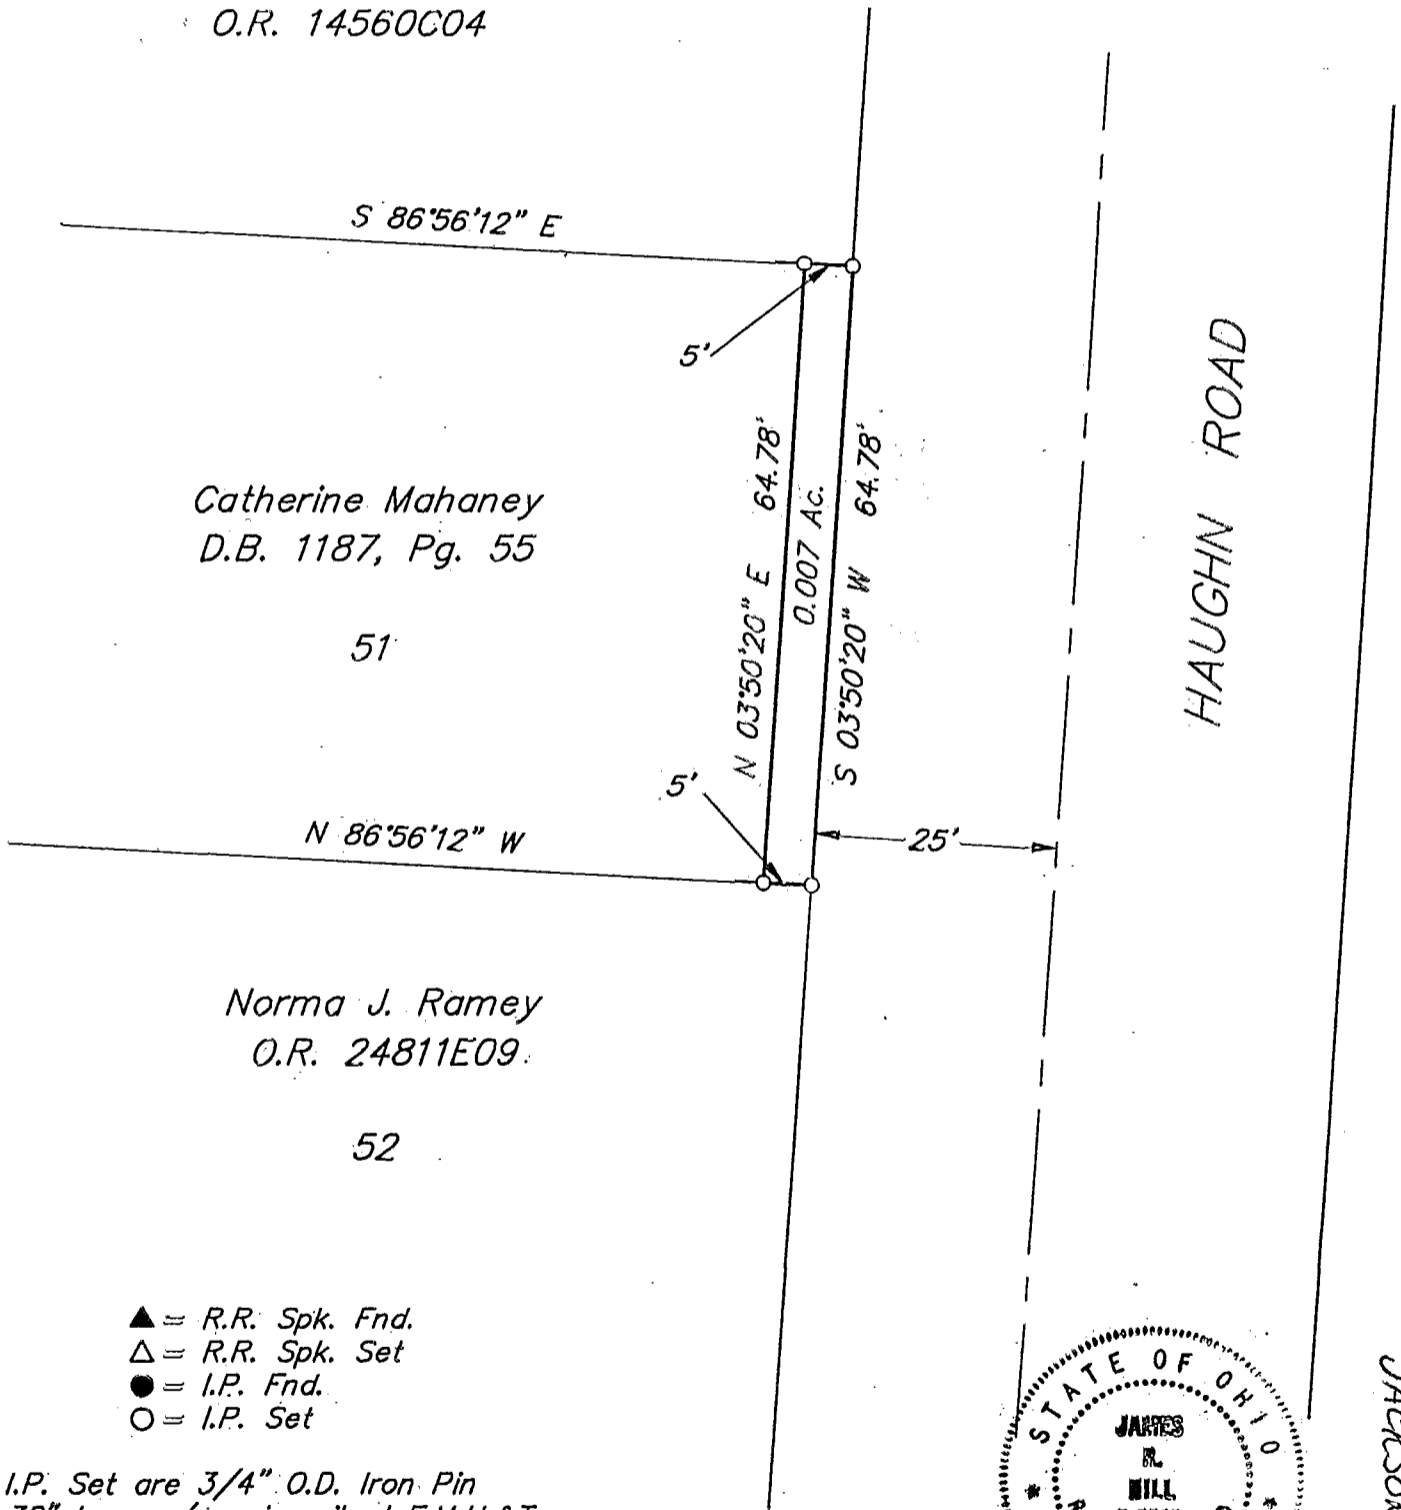 O.R. 14560C04
S 86°56'12" E
5'
N 03°50'20" E 64.78'
0.007 Ac.
S 03°50'20" W 64.78'
HAUGHN ROAD
Catherine Mahaney
D.B. 1187, Pg. 55
51
5'
N 86°56'12" W
25'
Norma J. Ramey
O.R. 24811E09
52
▲ = R.R. Spk. Fnd.
△ = R.R. Spk. Set
● = I.P. Fnd.
○ = I.P. Set
I.P. Set are 3/4" O.D. Iron Pin
STATE OF OHIO
JAMES
R.
HILL